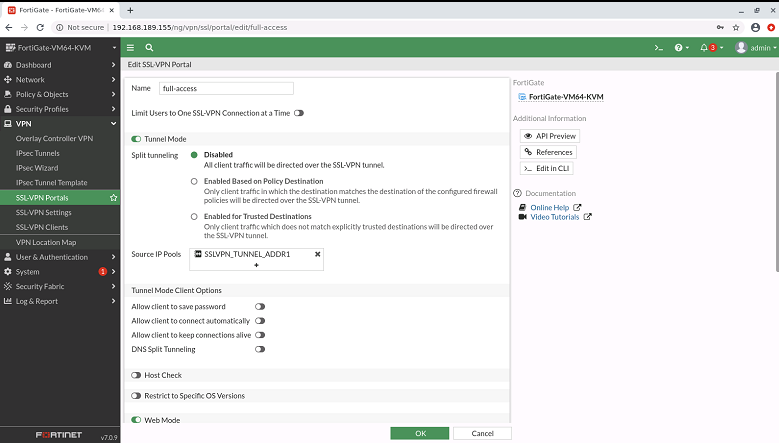 FortiGate - FortiGate-VM
Not secure
192.168.189.155/ng/vpn/ssl/portal/edit/full-access
FortiGate-VM64-KVM
3
admin
Dashboard
Network
Policy & Objects
Security Profiles
VPN
Overlay Controller VPN
IPsec Tunnels
IPsec Wizard
IPsec Tunnel Template
SSL-VPN Portals
SSL-VPN Settings
SSL-VPN Clients
VPN Location Map
User & Authentication
System
1
Security Fabric
Log & Report
FORTINET
v7.0.9
Edit SSL-VPN Portal
Name
full-access
Limit Users to One SSL-VPN Connection at a Time
Tunnel Mode
Split tunneling
Disabled
All client traffic will be directed over the SSL-VPN tunnel.
Enabled Based on Policy Destination
Only client traffic in which the destination matches the destination of the configured firewall
policies will be directed over the SSL-VPN tunnel.
Enabled for Trusted Destinations
Only client traffic which does not match explicitly trusted destinations will be directed over
the SSL-VPN tunnel.
Source IP Pools
SSLVPN_TUNNEL_ADDR1
Tunnel Mode Client Options
Allow client to save password
Allow client to connect automatically
Allow client to keep connections alive
DNS Split Tunneling
Host Check
Restrict to Specific OS Versions
Web Mode
OK
Cancel
FortiGate
FortiGate-VM64-KVM
Additional Information
API Preview
References
Edit in CLI
Documentation
Online Help
Video Tutorials